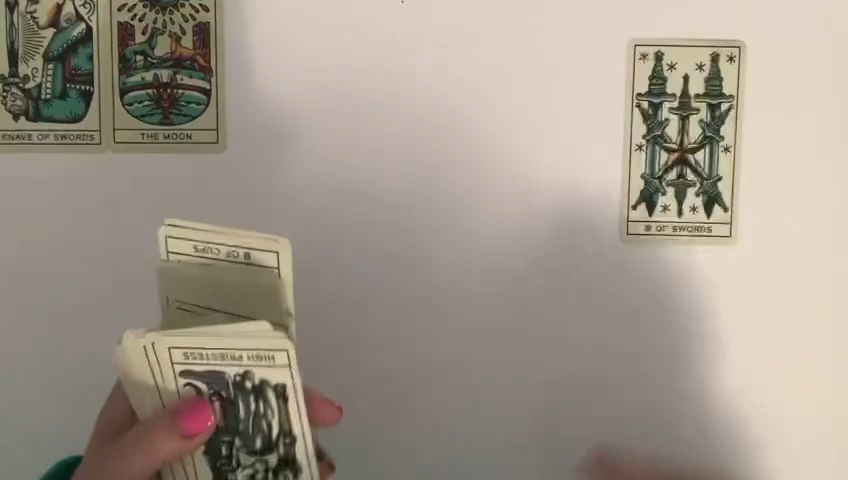 KNAVE OF SWORDS
THE MOON
8 OF SWORDS
8 OF CUPS
HIGH PRIESTESS